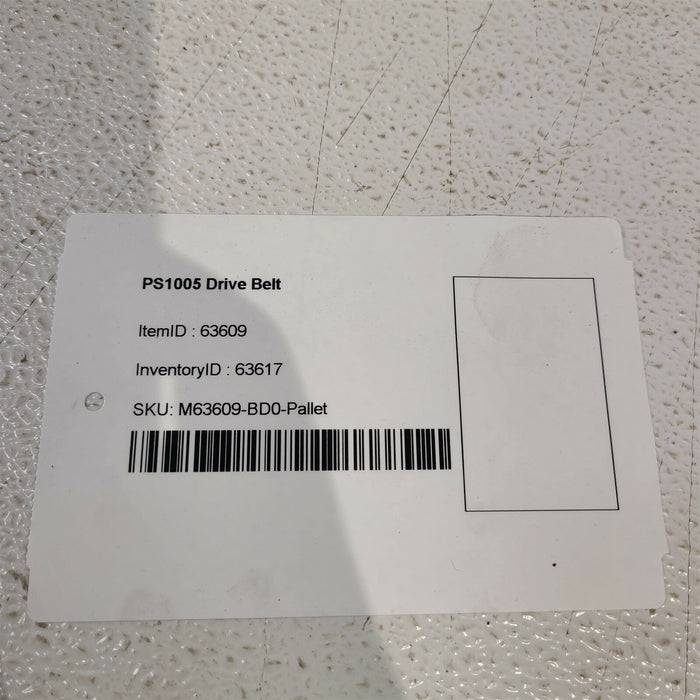 PS1005 Drive Belt
ItemID : 63609
InventoryID : 63617
SKU: M63609-BD0-Pallet